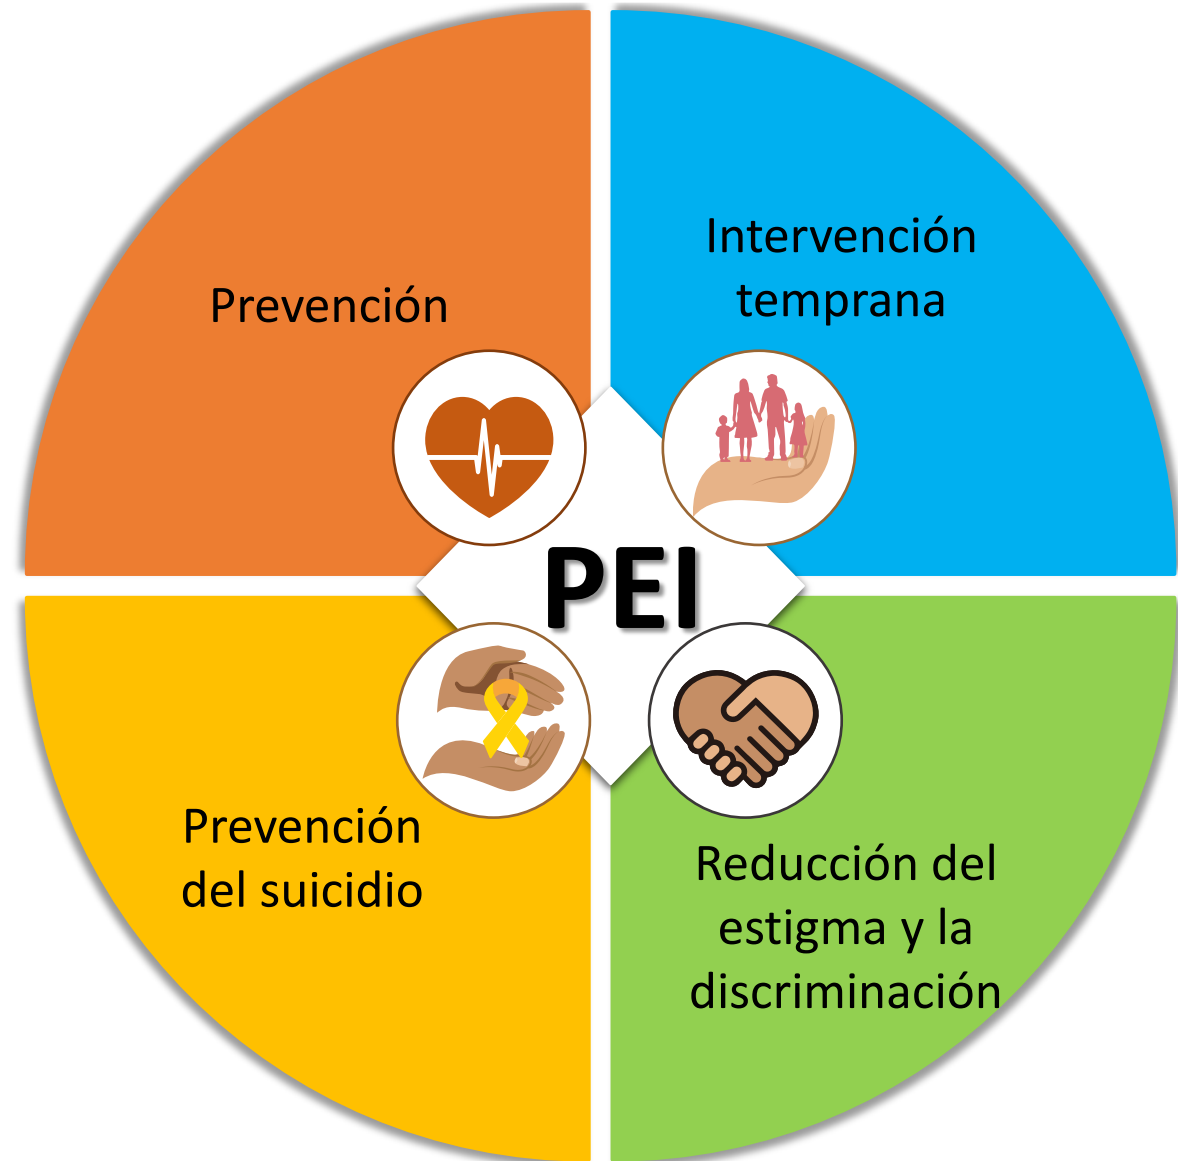 Prevención
Intervención
temprana
PEI
Prevención
del suicidio
Reducción del
estigma y la
discriminación